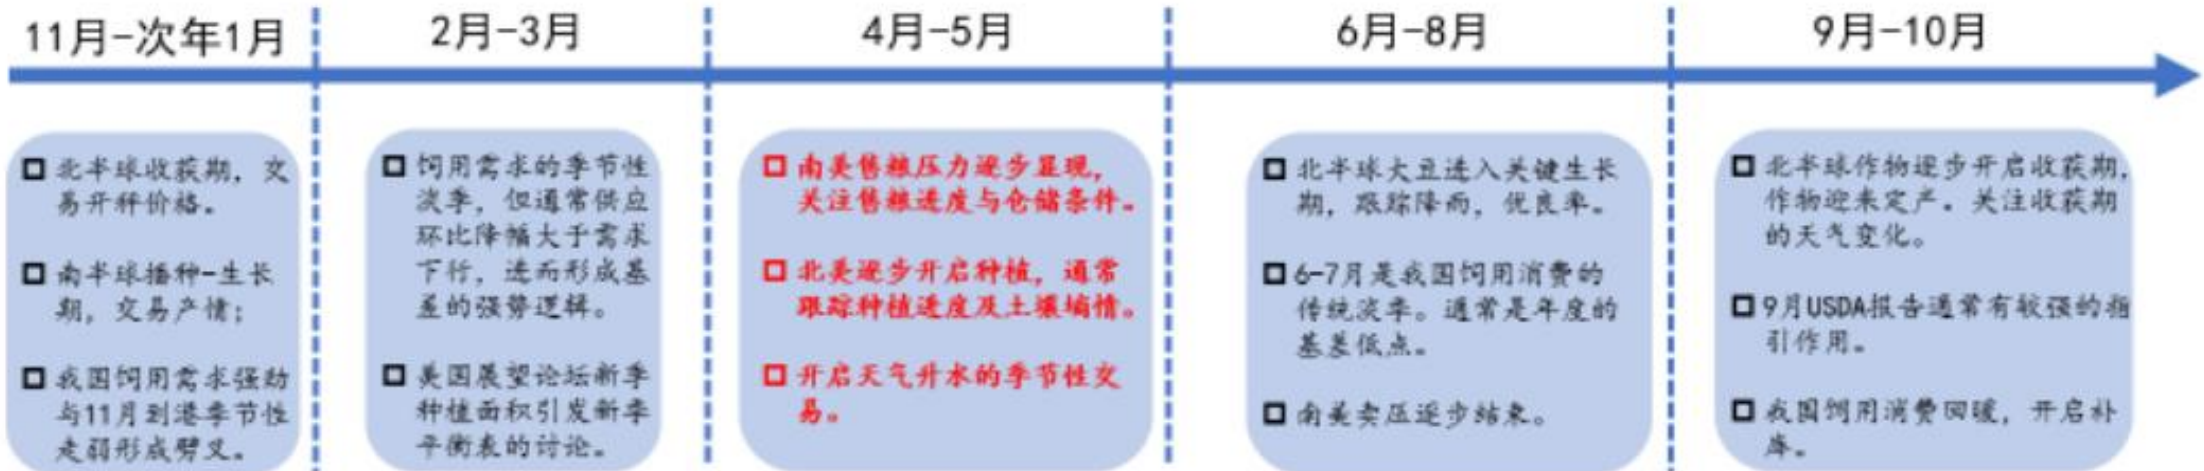 11月-次年1月
2月-3月
4月-5月
6月-8月
9月-10月
北半球收获期，交
易开秤价格。
南半球播种-生长
期，交易产情；
我国饲用需求强劲
与11月到港季节性
走弱形成劈叉。
饲用需求的季节性
淡季，但通常供应
环比降幅大于需求
下行，进而形成基
差的强势逻辑。
美国展望论坛新季
种植面积引发新季
平衡表的讨论。
南美售粮压力逐步显现，
关注售粮进度与仓储条件。
北美逐步开启种植，通常
跟踪种植进度及土壤墒情。
开启天气升水的季节性交
易。
北半球大豆进入关键生长
期，跟踪降雨，优良率。
6-7月是我国饲用消费的
传统淡季。通常是年度的
基差低点。
南美卖压逐步结束。
北半球作物逐步开启收获期，
作物迎来定产。关注收获期
的天气变化。
9月USDA报告通常有较强的指
引作用。
我国饲用消费回暖，开启补
库。